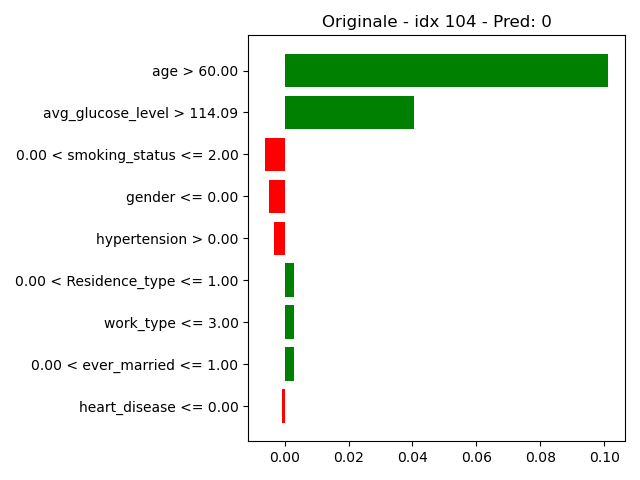 Originale - idx 104 - Pred: 0
age > 60.00
avg_glucose_level > 114.09
0.00 < smoking_status <= 2.00
gender <= 0.00
hypertension > 0.00
0.00 < Residence_type <= 1.00
work_type <= 3.00
0.00 < ever_married <= 1.00
heart_disease <= 0.00
0.00 0.02 0.04 0.06 0.08 0.10